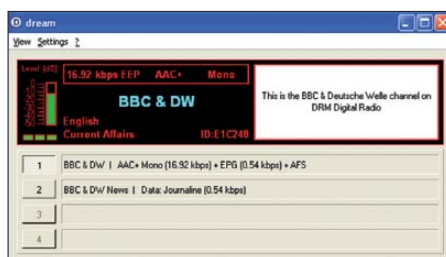 dream
View Settings ?
Level [dB]
16.92 kbps EEP AAC+ Mono
BBC & DW
English
Current Affairs ID:E1C248
This is the BBC & Deutsche Welle channel on
DRM Digital Radio
1 BBC & DW | AAC+ Mono (16.92 kbps) + EPG (0.54 kbps) + AFS
2 BBC & DW News | Data: Journaline (0.54 kbps)
3
4